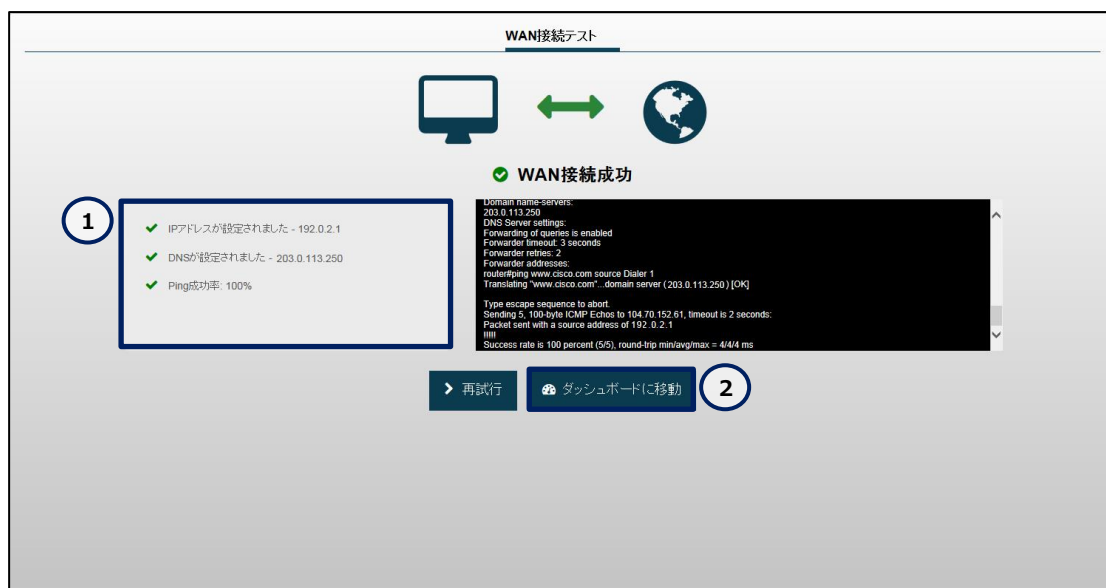 WAN接続テスト
WAN接続成功
1
IPアドレスが設定されました - 192.0.2.1
DNSが設定されました - 203.0.113.250
Ping成功率: 100%
Domain name-servers:
203.0.113.250
DNS Server settings:
Forwarding of queries is enabled
Forwarder timeout: 3 seconds
Forwarder retries: 2
Forwarder addresses:
router#ping www.cisco.com source Dialer 1
Translating "www.cisco.com"...domain server (203.0.113.250) [OK]
Type escape sequence to abort.
Sending 5, 100-byte ICMP Echos to 104.70.152.61, timeout is 2 seconds:
Packet sent with a source address of 192.0.2.1
!!!!!
Success rate is 100 percent (5/5), round-trip min/avg/max = 4/4/4 ms
再試行
ダッシュボードに移動
2